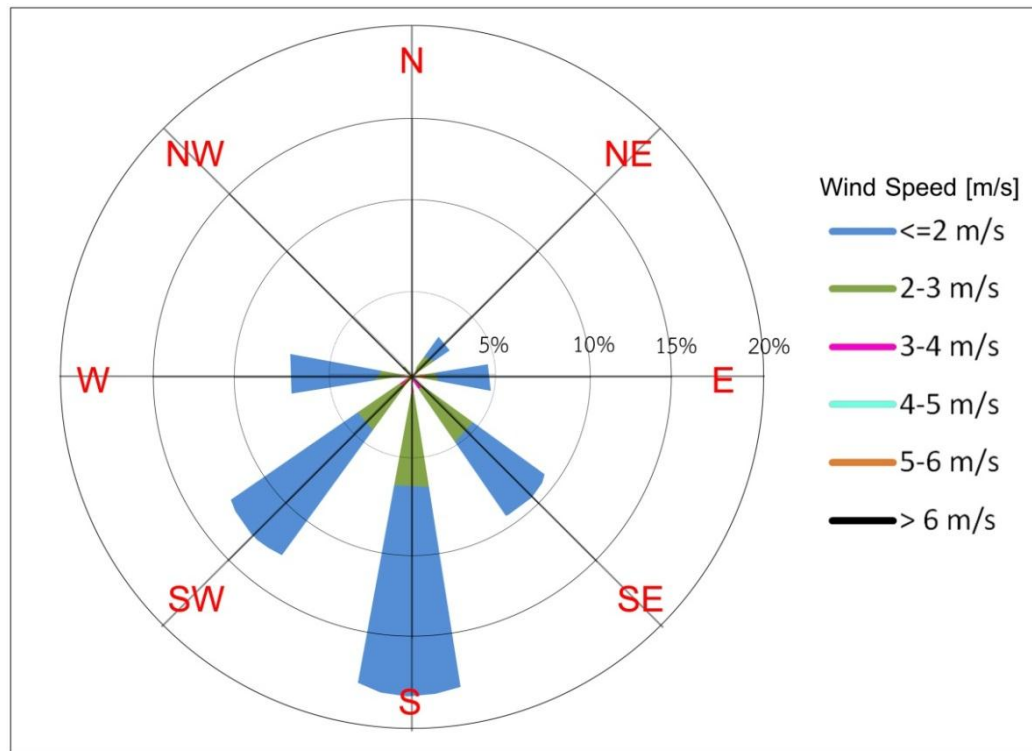 N
NW
NE
Wind Speed [m/s]
<=2 m/s
2-3 m/s
3-4 m/s
4-5 m/s
5-6 m/s
> 6 m/s
5%
10%
15%
20%
W
E
SW
SE
S